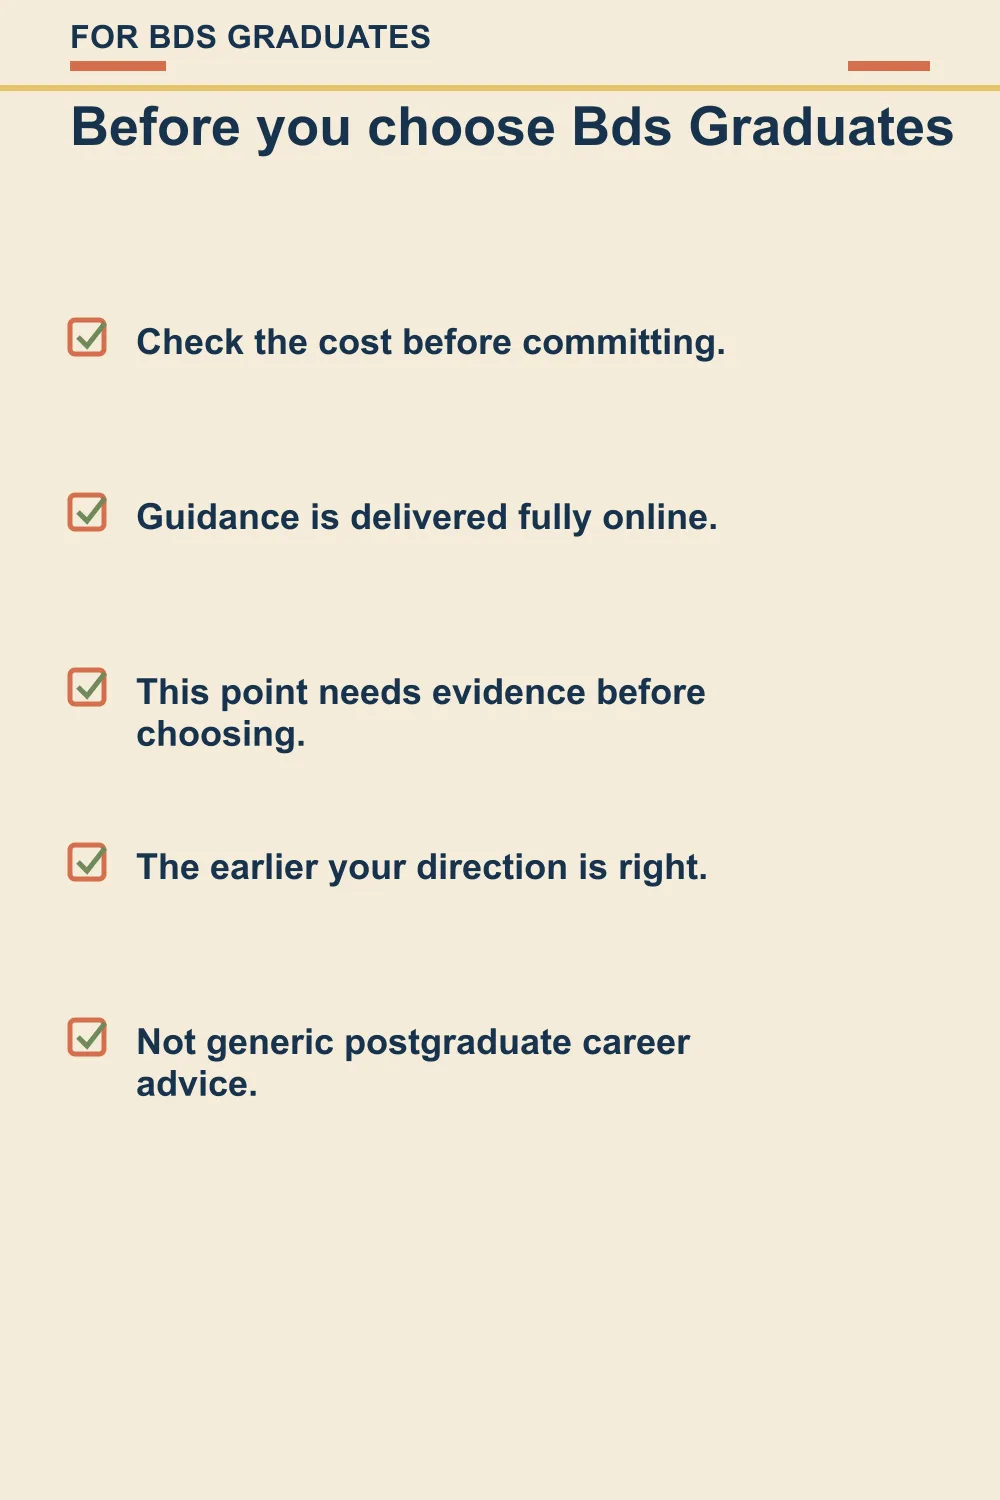 FOR BDS GRADUATES
Before you choose Bds Graduates
Check the cost before committing.
Guidance is delivered fully online.
This point needs evidence before
choosing.
The earlier your direction is right.
Not generic postgraduate career
advice.